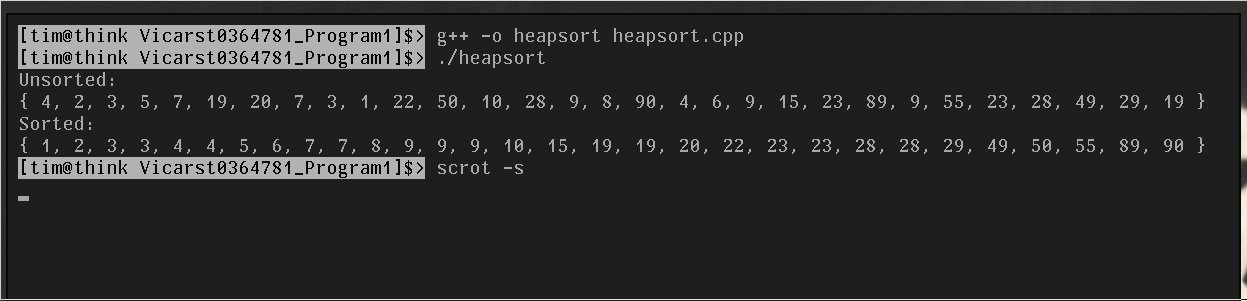 [tim@think Vicarst0364781_Program1]$> g++ -o heapsort heapsort.cpp
[tim@think Vicarst0364781_Program1]$> ./heapsort
Unsorted:
{ 4, 2, 3, 5, 7, 19, 20, 7, 3, 1, 22, 50, 10, 28, 9, 8, 90, 4, 6, 9, 15, 23, 89, 9, 55, 23, 28, 49, 29, 19 }
Sorted:
{ 1, 2, 3, 3, 4, 4, 5, 6, 7, 7, 8, 9, 9, 9, 10, 15, 19, 19, 20, 22, 23, 23, 28, 28, 29, 49, 50, 55, 89, 90 }
[tim@think Vicarst0364781_Program1]$> scrot -s